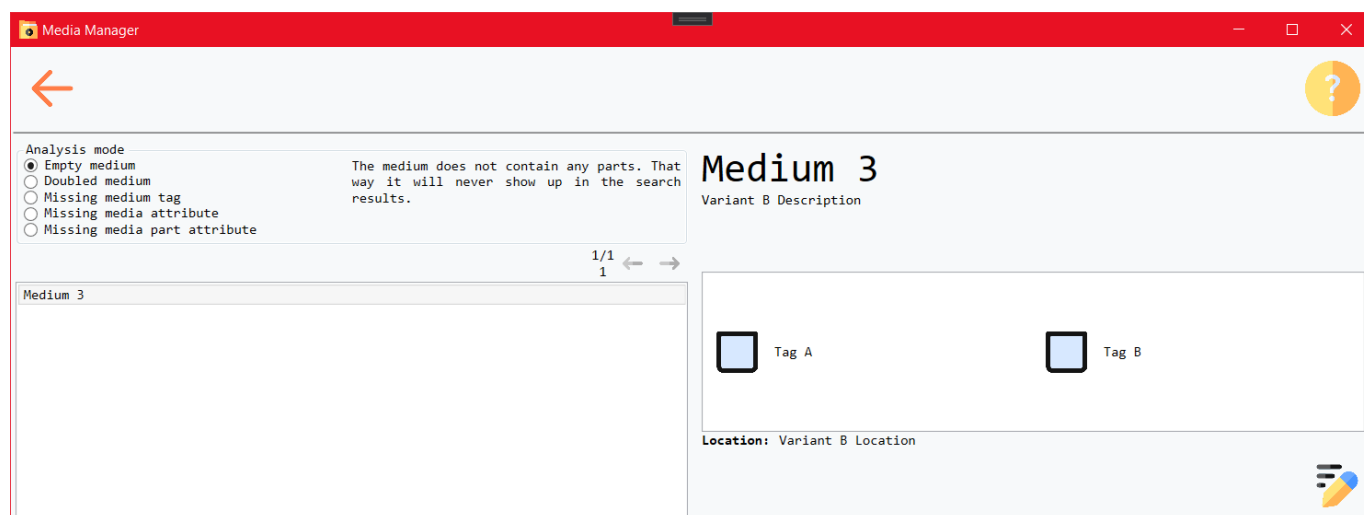 Media Manager
?
Analysis mode
Empty medium
Doubled medium
Missing medium tag
Missing media attribute
Missing media part attribute
The medium does not contain any parts. That
way it will never show up in the search
results.
1/1
1
Medium 3
Medium 3
Variant B Description
Tag A
Tag B
Location: Variant B Location